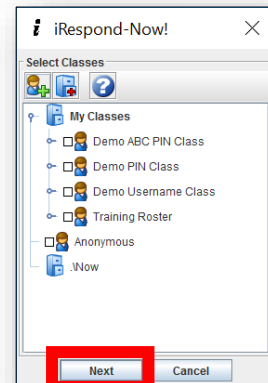 iRespond-Now!
Select Classes
My Classes
Demo ABC PIN Class
Demo PIN Class
Demo Username Class
Training Roster
Anonymous
.\Now
Next Cancel